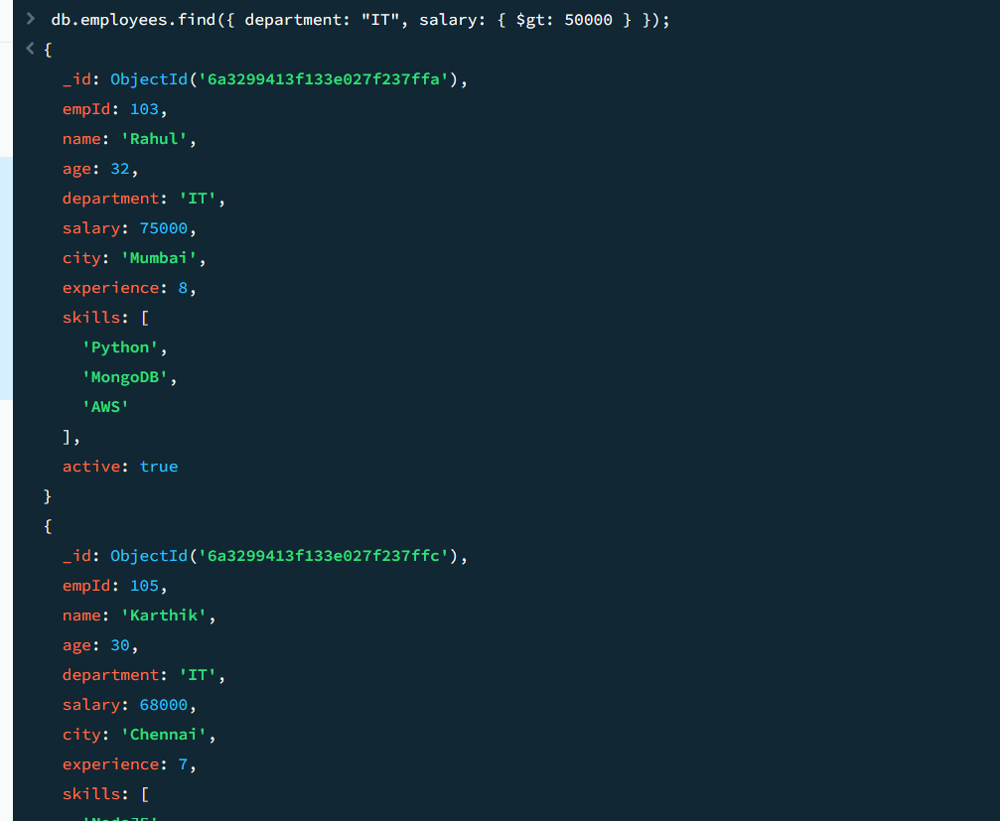 > db.employees.find({ department: "IT", salary: { $gt: 50000 } });
< {
_id: ObjectId('6a3299413f133e027f237ffa'),
empId: 103,
name: 'Rahul',
age: 32,
department: 'IT',
salary: 75000,
city: 'Mumbai',
experience: 8,
skills: [
'Python',
'MongoDB',
'AWS'
],
active: true
}
{
_id: ObjectId('6a3299413f133e027f237ffc'),
empId: 105,
name: 'Karthik',
age: 30,
department: 'IT',
salary: 68000,
city: 'Chennai',
experience: 7,
skills: [